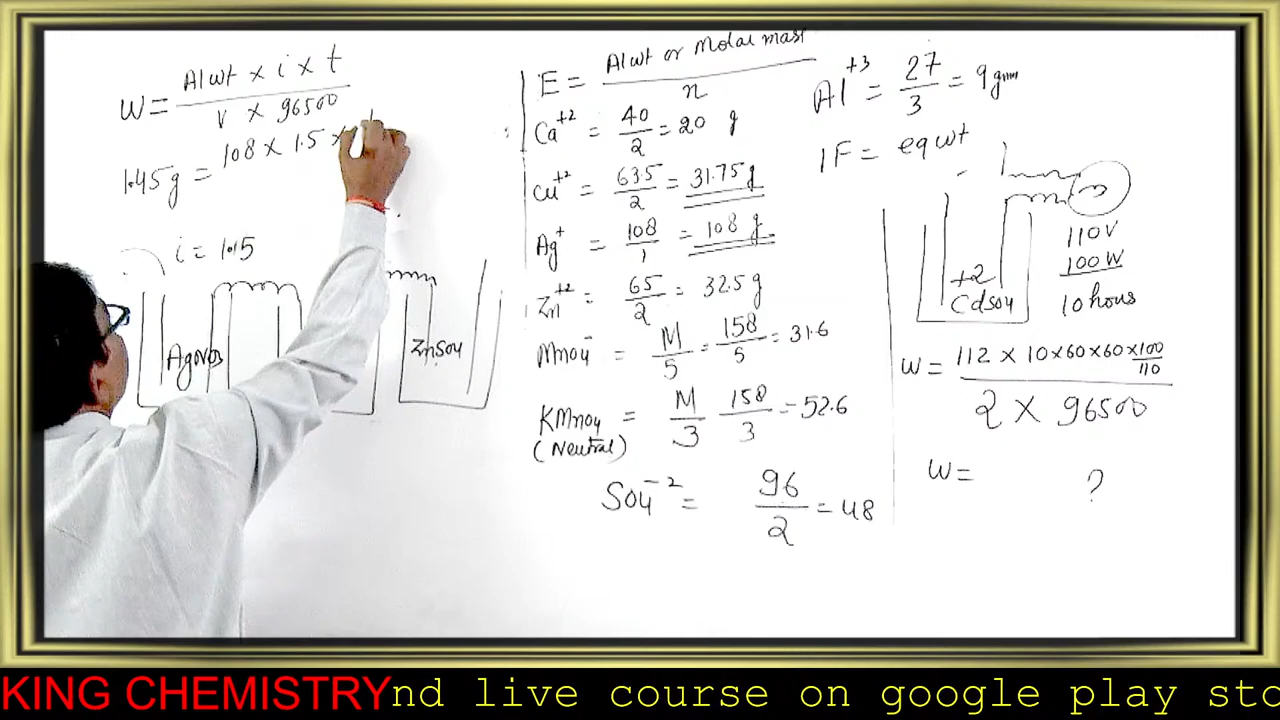 W = At wt × i × t / V × 96500
1.45g = 108 × 1.5 × t
i = 1.5
AgNO3
ZnSO4
E = At wt or Molal mass / n
Ca+2 = 40/2 = 20 g
Cu+2 = 63.5/2 = 31.75 g
Ag+ = 108/1 = 108 g
Zn+2 = 65/2 = 32.5 g
MnO4- = M/5 = 158/5 = 31.6
KMnO4 = M/3 158/3 = 52.6
(Neutral)
SO4-2 = 96/2 = 48
Al+3 = 27/3 = 9 gm
1F = eq wt
110V
100W
10 hours
+2
CdSO4
W = 112 × 10×60×60×100/110 / 2 × 96500
W = ?
KING CHEMISTRY nd live course on google play sto